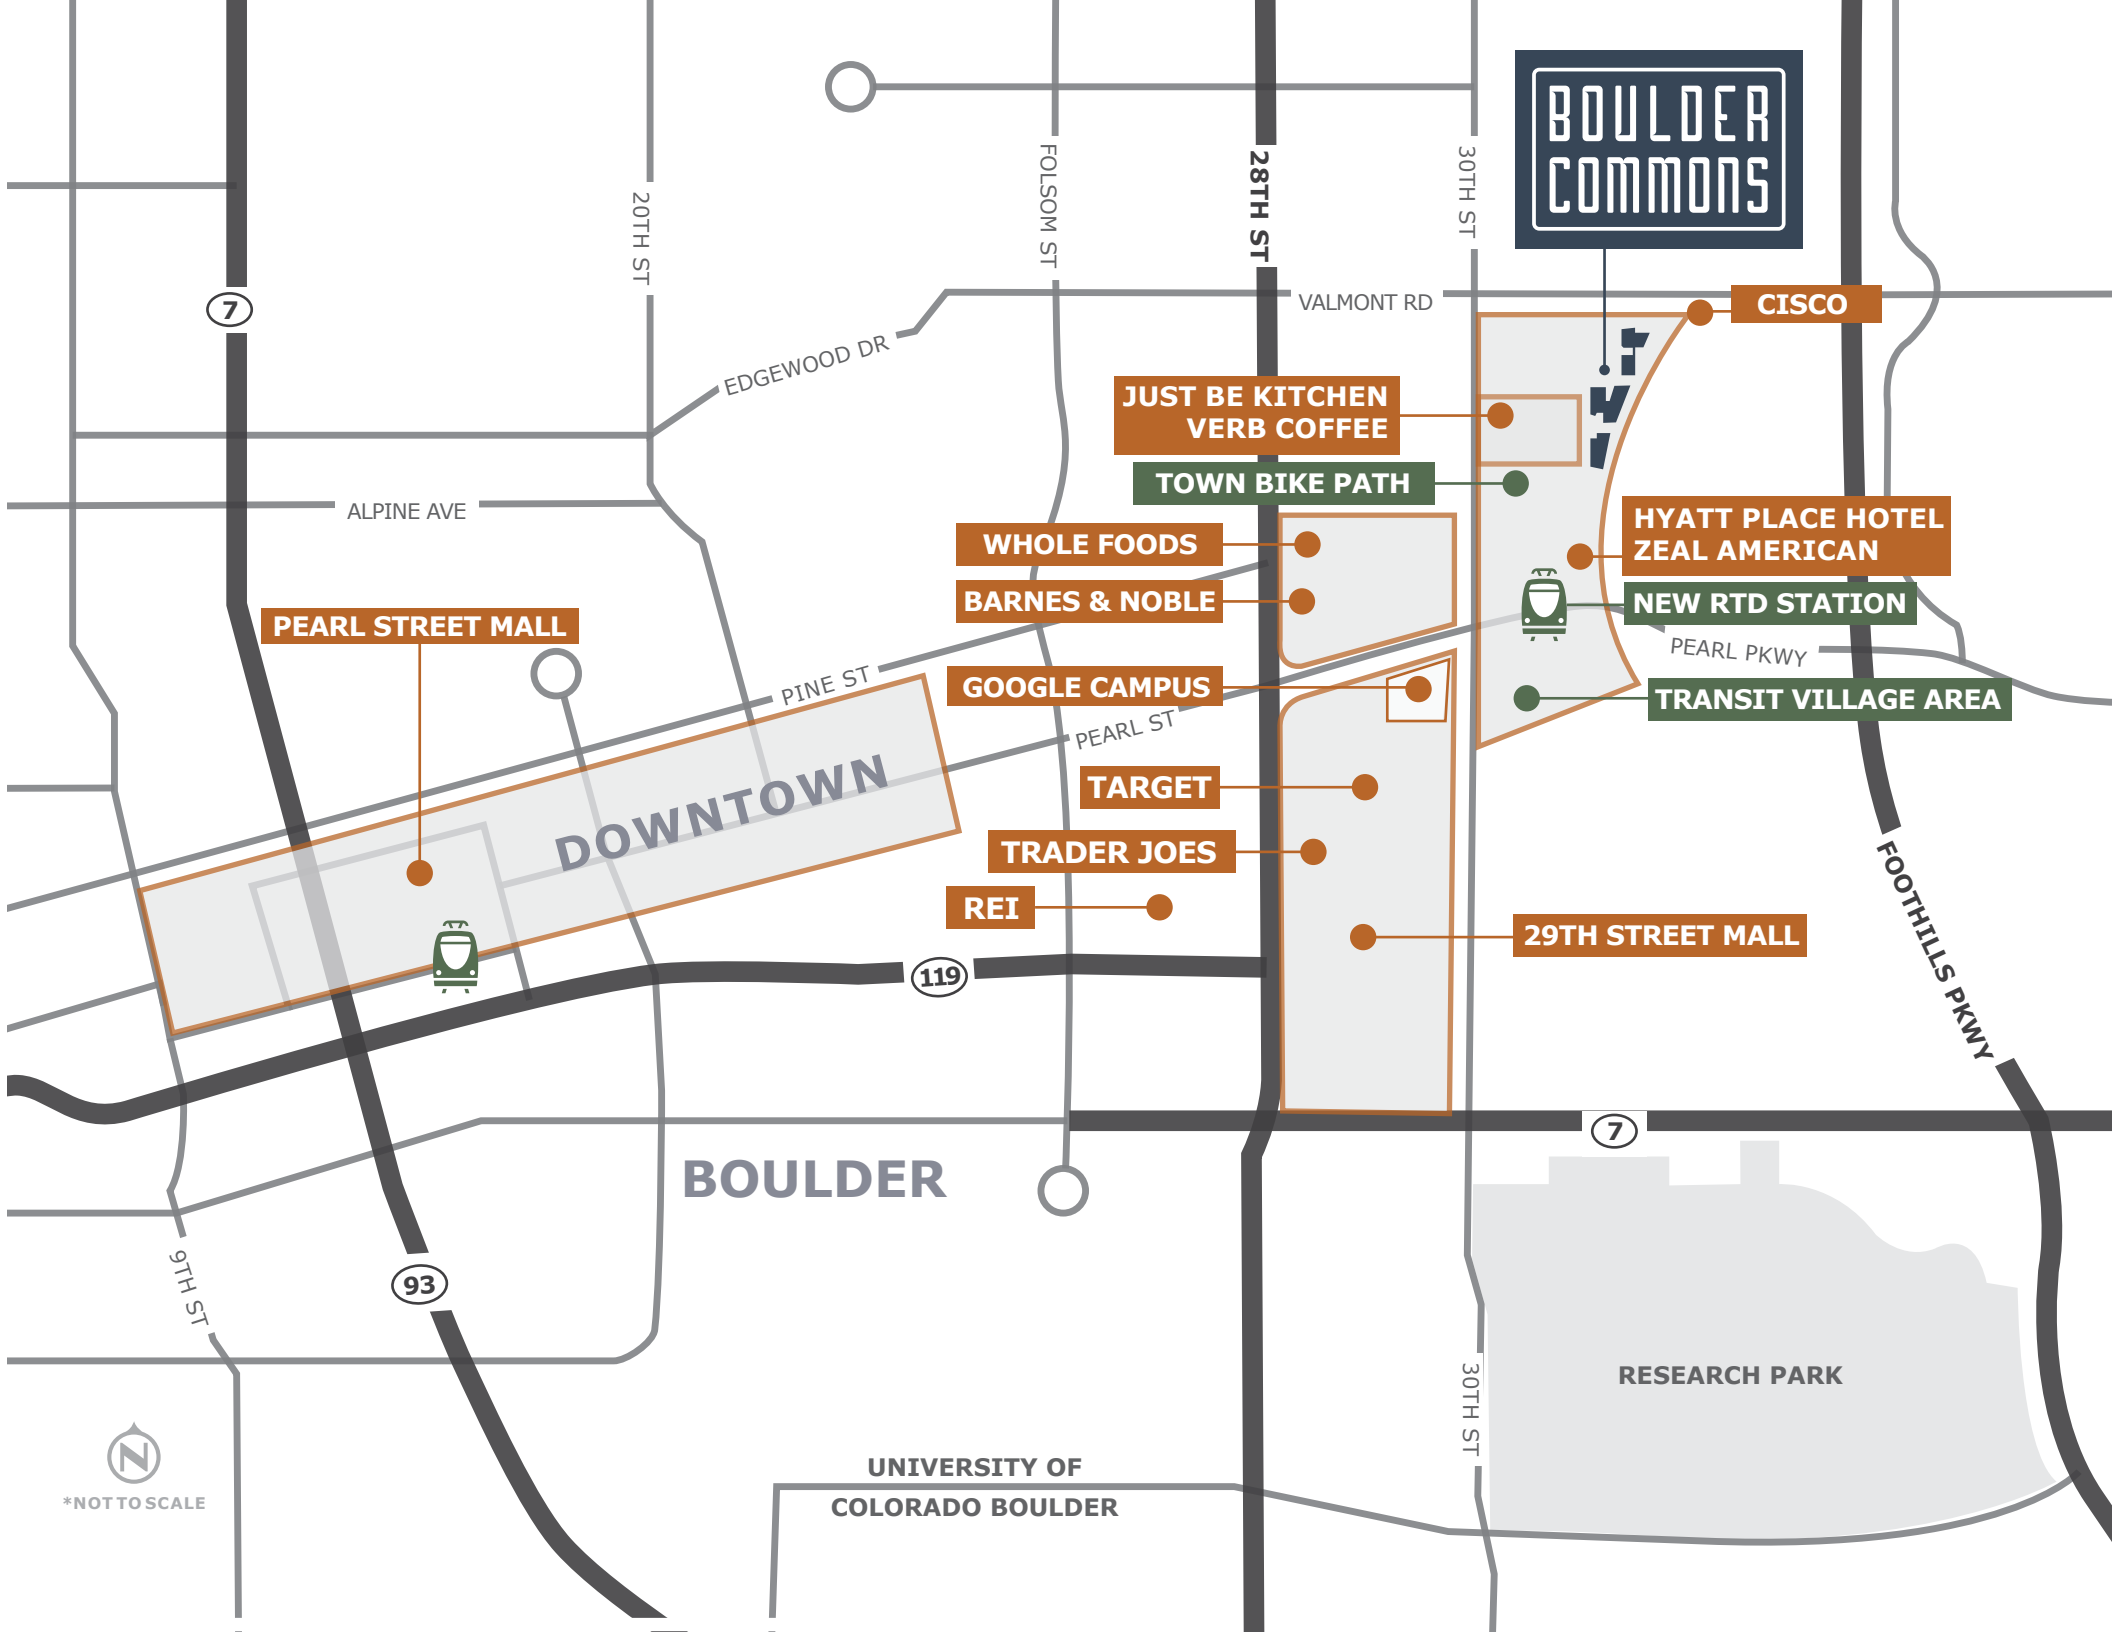 BOULDER
COMMONS
FOLSOM ST
28TH ST
30TH ST
20TH ST
7
VALMONT RD
CISCO
EDGEWOOD DR
JUST BE KITCHEN
VERB COFFEE
TOWN BIKE PATH
ALPINE AVE
HYATT PLACE HOTEL
ZEAL AMERICAN
WHOLE FOODS
BARNES & NOBLE
NEW RTD STATION
PEARL STREET MALL
PEARL PKWY
PINE ST
GOOGLE CAMPUS
TRANSIT VILLAGE AREA
PEARL ST
DOWNTOWN
TARGET
TRADER JOES
REI
29TH STREET MALL
FOOTHILLS PKWY
119
7
BOULDER
9TH ST
93
RESEARCH PARK
30TH ST
UNIVERSITY OF
COLORADO BOULDER
N
*NOT TO SCALE